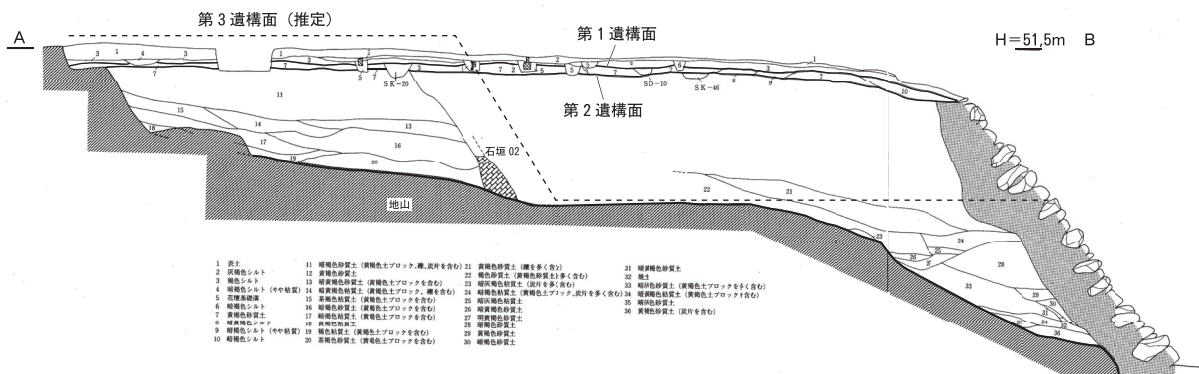 第3遺構面（推定）
第1遺構面
A
H=51,5m B
SK-20
SD-10
SK-46
第2遺構面
石垣 02
地山
1 表土
2 灰褐色シルト
3 褐色シルト
4 暗褐色シルト（やや粘質）
5 花壇基礎溝
6 暗褐色シルト
7 黄褐色砂質土
9 暗褐色シルト（やや粘質）
10 暗褐色シルト
11 暗褐色砂質土（黄褐色土ブロック、礫、炭片を含む）
12 黄褐色砂質土
13 暗黄褐色砂質土（黄褐色土ブロックを含む）
14 暗黄褐色粘質土（黄褐色土ブロック、礫を含む）
15 茶褐色粘質土（黄褐色土ブロックを含む）
16 暗褐色砂質土（黄褐色土ブロックを含む）
17 暗褐色粘質土（黄褐色土ブロックを含む）
18 黄褐色粘質土
19 褐色粘質土（黄褐色土ブロックを含む）
20 茶褐色砂質土（黄褐色土ブロックを含む）
21 黄褐色砂質土（礫を多く含む）
22 褐色砂質土（黄褐色砂質土を多く含む）
23 暗灰褐色粘質土（炭片を多く含む）
24 暗褐色粘質土（黄褐色土ブロック、炭片を多く含む）
25 暗灰褐色粘質土
26 暗黄褐色砂質土
27 明黄褐色砂質土
28 暗褐色砂質土
29 黄褐色砂質土
30 暗褐色砂質土
31 暗黄褐色砂質土
32 焼土
33 暗灰色砂質土（黄褐色土ブロックを多く含む）
34 暗黄褐色砂質土（黄褐色土ブロックを含む）
35 暗灰色砂質土
36 黄褐色砂質土（炭片を含む）